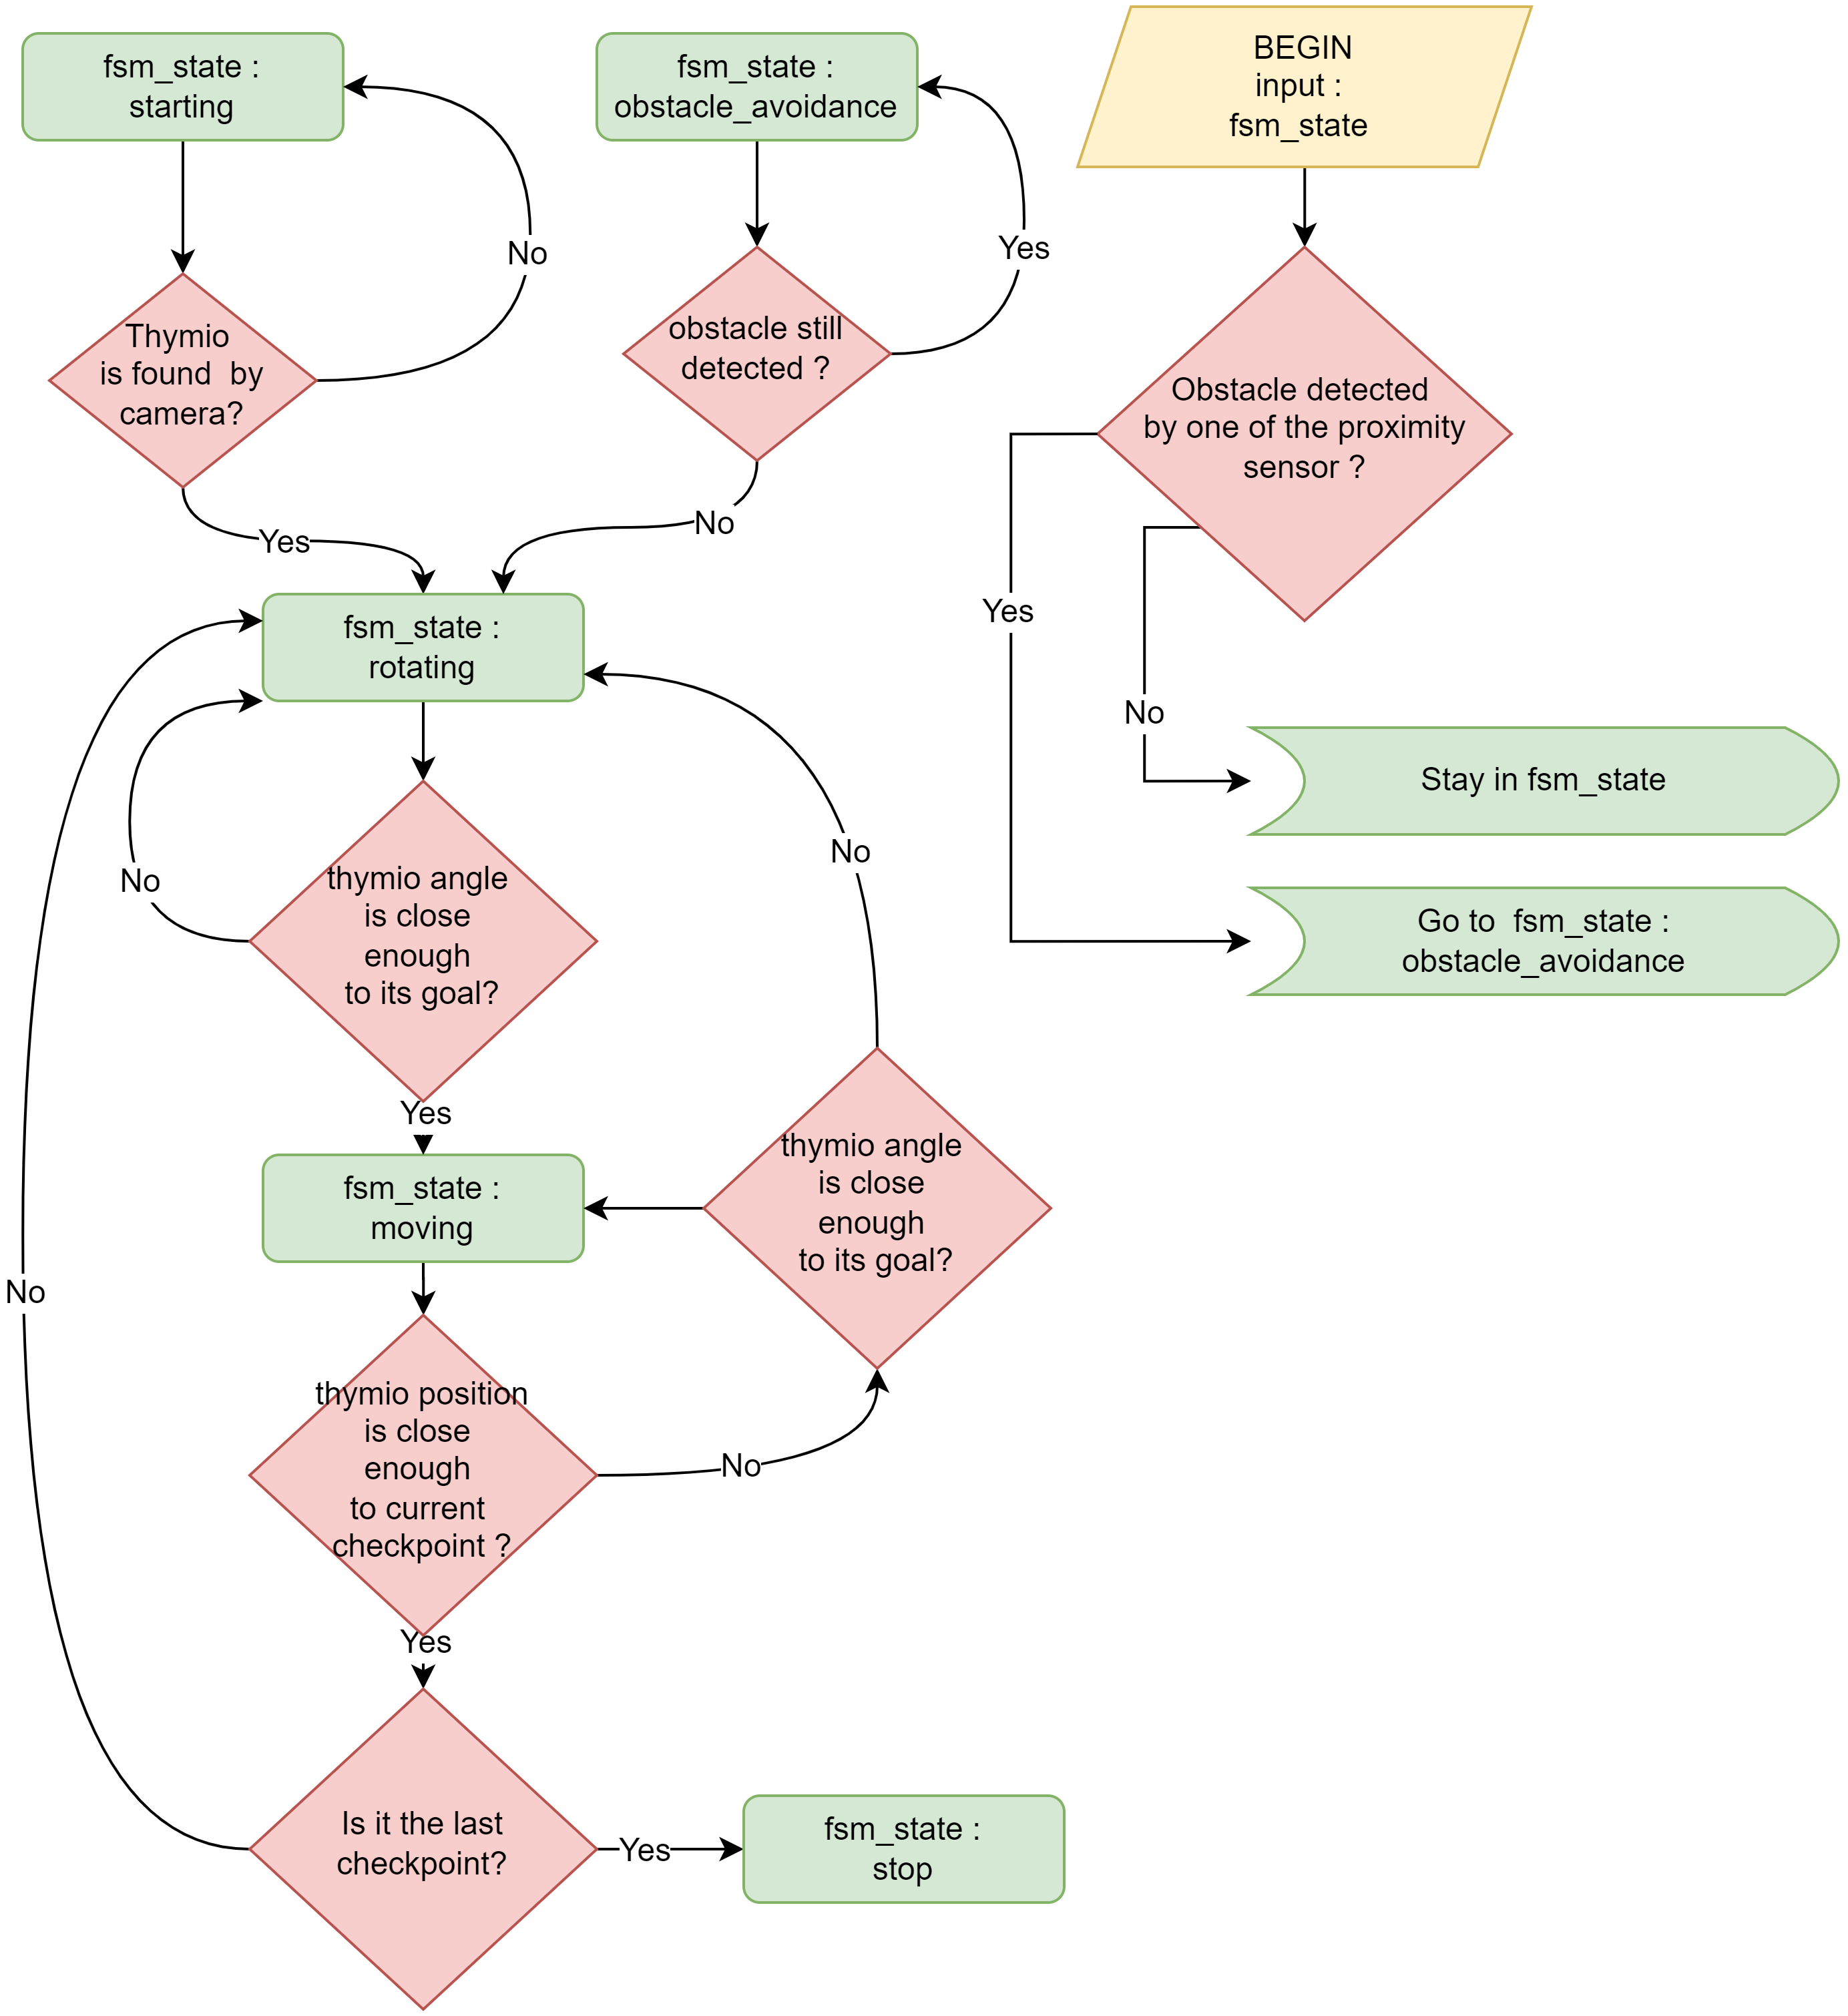 fsm_state :
starting
No
Thymio
is found  by
camera?
Yes
fsm_state :
obstacle_avoidance
Yes
obstacle still
detected ?
No
BEGIN
input :
fsm_state
Obstacle detected
by one of the proximity
sensor ?
Yes
No
Stay in fsm_state
Go to  fsm_state :
obstacle_avoidance
fsm_state :
rotating
No
thymio angle
is close
enough
to its goal?
No
Yes
fsm_state :
moving
thymio angle
is close
enough
to its goal?
No
thymio position
is close
enough
to current
checkpoint ?
No
Yes
Is it the last
checkpoint?
Yes
fsm_state :
stop